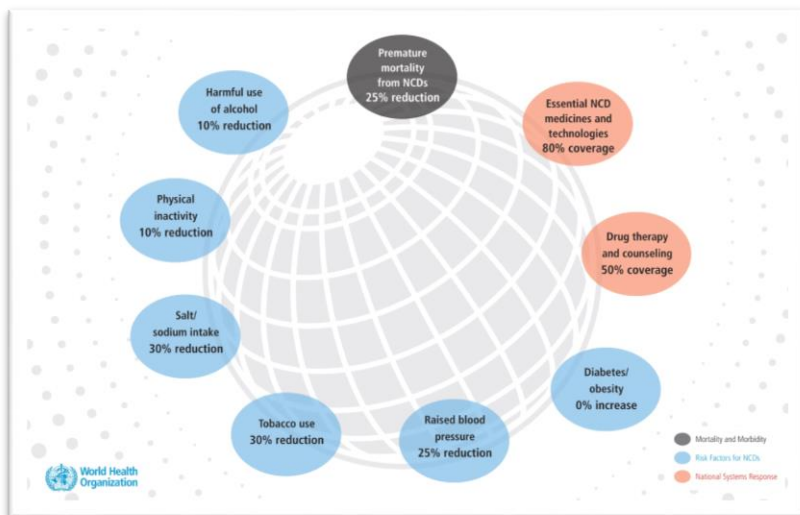 Premature
mortality
from NCDs
25% reduction
Harmful use
of alcohol
10% reduction
Essential NCD
medicines and
technologies
80% coverage
Physical
inactivity
10% reduction
Drug therapy
and counseling
50% coverage
Salt/
sodium intake
30% reduction
Diabetes/
obesity
0% increase
Tobacco use
30% reduction
Raised blood
pressure
25% reduction
Mortality and Morbidity
Risk Factors for NCDs
National Systems Response
World Health
Organization